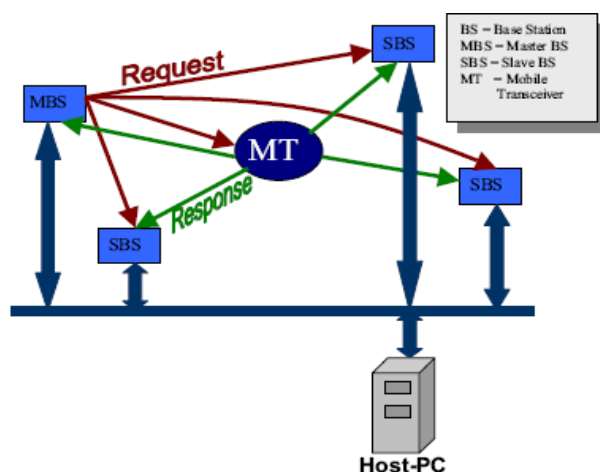 SBS
BS = Base Station
MBS = Master BS
SBS = Slave BS
MT = Mobile
Transceiver
Request
MBS
MT
SBS
Response
SBS
Host-PC